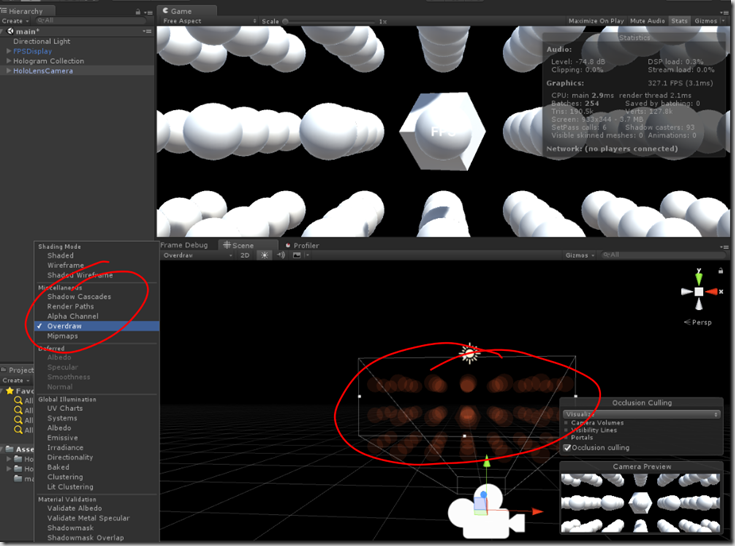 Hierarchy
Create
All
main*
Directional Light
FPSDisplay
Hologram Collection
HoloLensCamera
Game
Free Aspect
Scale
1x
Maximize On Play
Mute Audio
Stats
Gizmos
Statistics
Audio:
Level: -74.8 dB
DSP load: 0.3%
Clipping: 0.0%
Stream load: 0.0%
Graphics:
327.1 FPS (3.1ms)
CPU: main 2.9ms render thread 2.1ms
Batches: 254
Saved by batching: 0
Tris: 190.5k
Verts: 127.8k
Screen: 532x344 - 3.7 MB
SetPass calls: 6
Shadow casters: 93
Visible skinned meshes: 0 Animations: 0
Network: (no players connected)
FPS
Shading Mode
Shaded
Wireframe
Shaded Wireframe
Miscellaneous
Shadow Cascades
Render Paths
Alpha Channel
Overdraw
Mipmaps
Deferred
Albedo
Specular
Smoothness
Normal
Global Illumination
UV Charts
Systems
Albedo
Emissive
Irradiance
Directionality
Baked
Clustering
Lit Clustering
Material Validation
Validate Albedo
Validate Metal Specular
Shadowmask
Shadowmask Overlap
Project
Create
Favo
All
All
All
All
Asse
Ho
Ho
ma
Frame Debug
Scene
Profiler
Overdraw
2D
Gizmos
All
y
x
Persp
Occlusion Culling
Visualize
Camera Volumes
Visibility Lines
Portals
Occlusion culling
Camera Preview